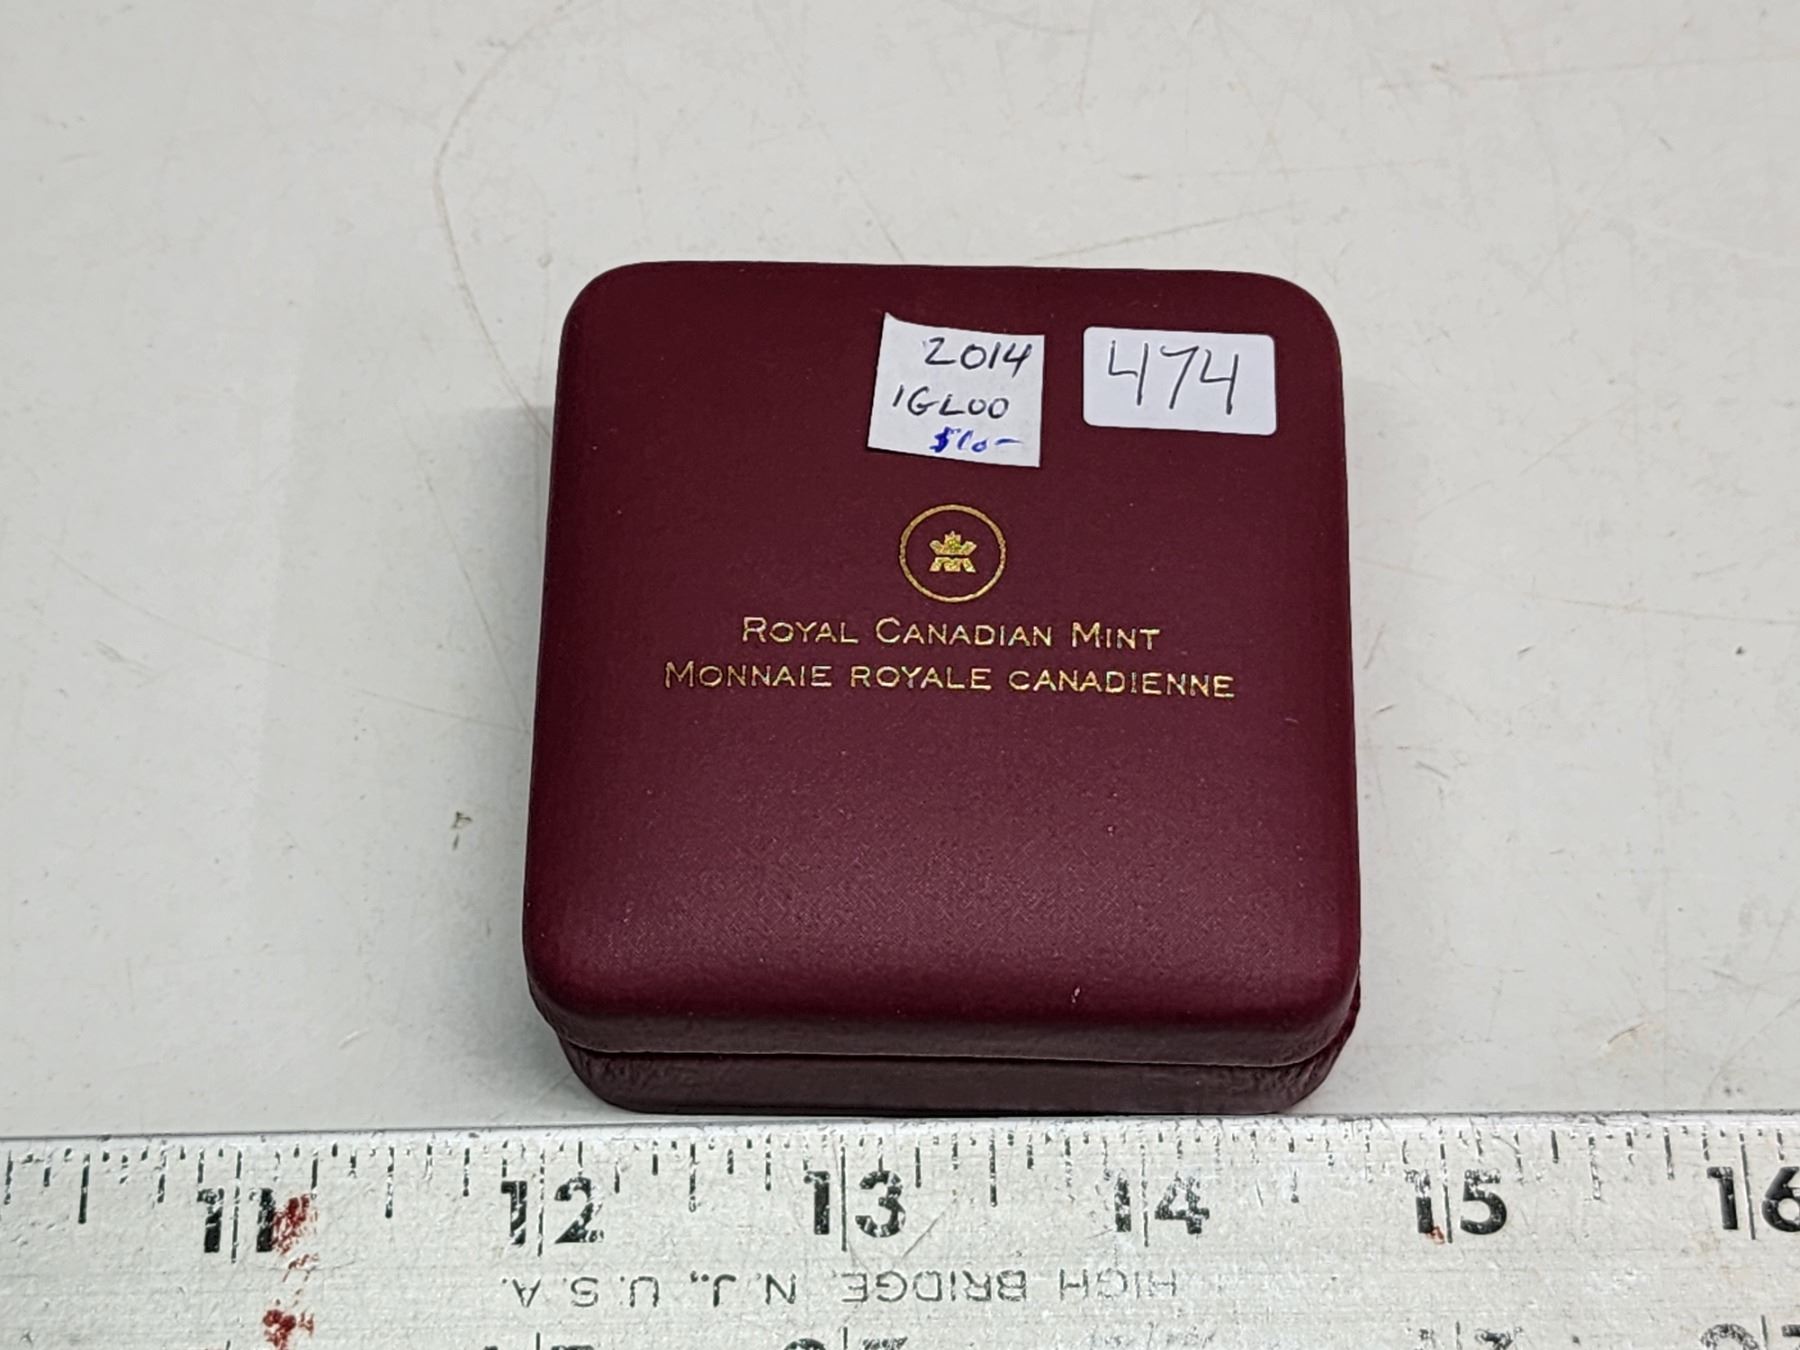 2014
IGLOO
$10-
474
ROYAL CANADIAN MINT
MONNAIE ROYALE CANADIENNE
11 12 13 14 15 16
HIGH BRIDGE, N.J., U.S.A.